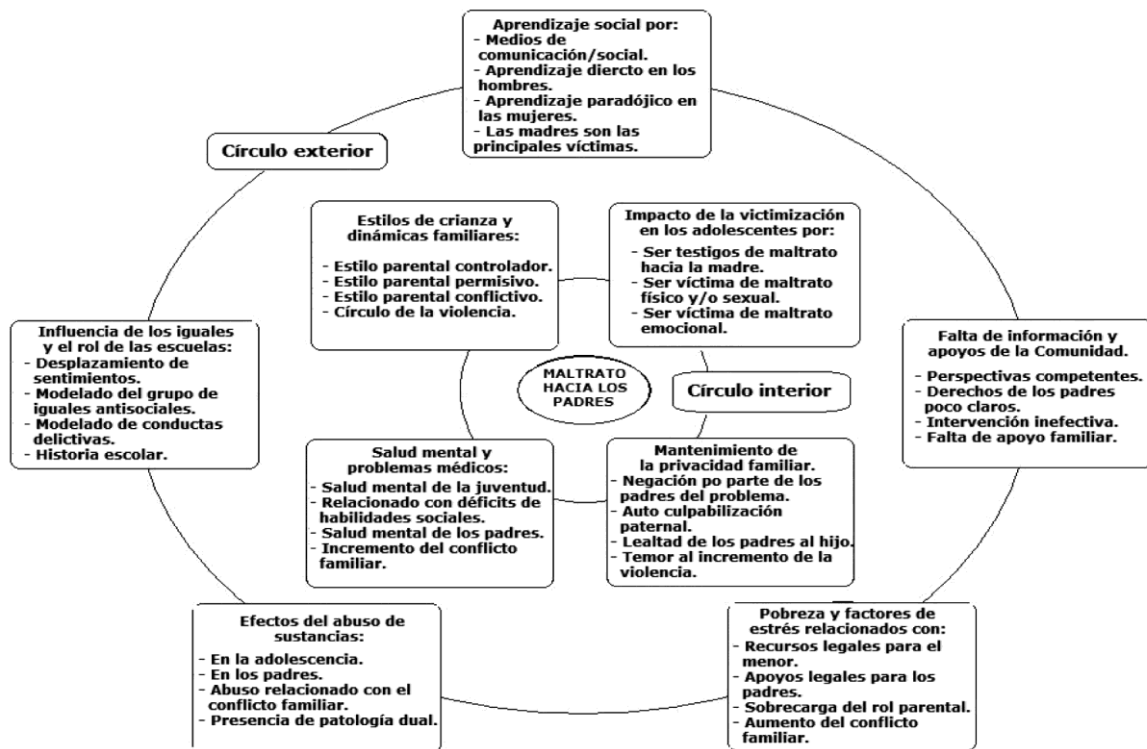 Aprendizaje social por:
- Medios de
comunicación/social.
- Aprendizaje diercto en los
hombres.
- Aprendizaje paradójico en
las mujeres.
- Las madres son las
principales víctimas.
Círculo exterior
Estilos de crianza y
dinámicas familiares:
- Estilo parental controlador.
- Estilo parental permisivo.
- Estilo parental conflictivo.
- Círculo de la violencia.
Impacto de la victimización
en los adolescentes por:
- Ser testigos de maltrato
hacia la madre.
- Ser víctima de maltrato
físico y/o sexual.
- Ser víctima de maltrato
emocional.
Influencia de los iguales
y el rol de las escuelas:
- Desplazamiento de
sentimientos.
- Modelado del grupo de
iguales antisociales.
- Modelado de conductas
delictivas.
- Historia escolar.
MALTRATO
HACIA LOS
PADRES
Círculo interior
Falta de información y
apoyos de la Comunidad.
- Perspectivas competentes.
- Derechos de los padres
poco claros.
- Intervención inefectiva.
- Falta de apoyo familiar.
Salud mental y
problemas médicos:
- Salud mental de la juventud.
- Relacionado con déficits de
habilidades sociales.
- Salud mental de los padres.
- Incremento del conflicto
familiar.
Mantenimiento de
la privacidad familiar.
- Negación po parte de los
padres del problema.
- Auto culpabilización
paternal.
- Lealtad de los padres al hijo.
- Temor al incremento de la
violencia.
Efectos del abuso de
sustancias:
- En la adolescencia.
- En los padres.
- Abuso relacionado con el
conflicto familiar.
- Presencia de patología dual.
Pobreza y factores de
estrés relacionados con:
- Recursos legales para el
menor.
- Apoyos legales para los
padres.
- Sobrecarga del rol parental.
- Aumento del conflicto
familiar.